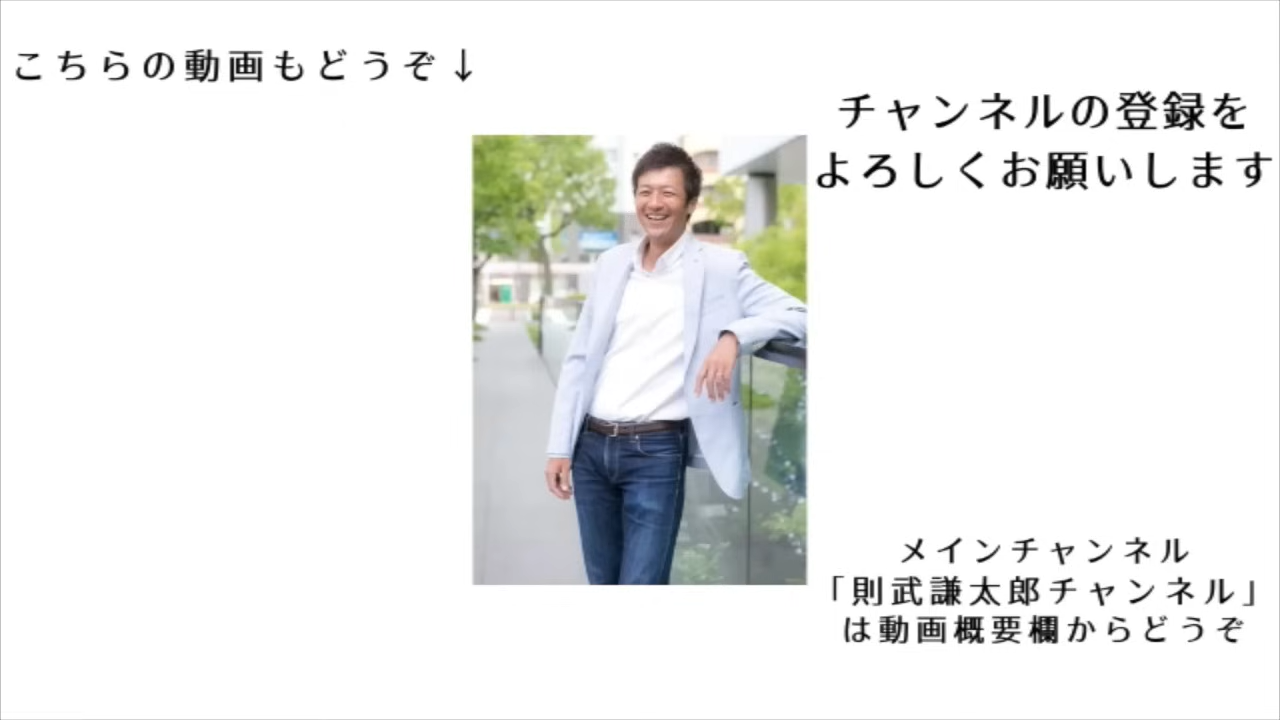 こちらの動画もどうぞ↓
チャンネルの登録を
よろしくお願いします
メインチャンネル
「則武謙太郎チャンネル」
は動画概要欄からどうぞ